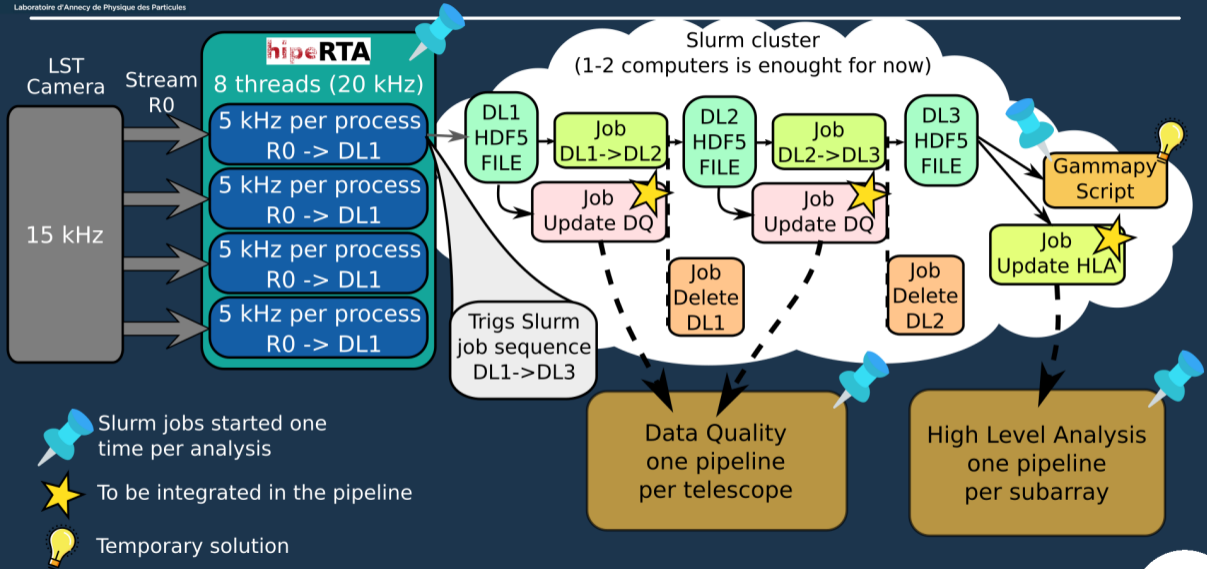 Laboratoire d'Annecy de Physique des Particules
LST
Camera
Stream
R0
15 kHz
hipeRTA
8 threads (20 kHz)
5 kHz per process
R0 -> DL1
5 kHz per process
R0 -> DL1
5 kHz per process
R0 -> DL1
5 kHz per process
R0 -> DL1
Slurm cluster
(1-2 computers is enought for now)
DL1
HDF5
FILE
Job
DL1->DL2
Job
Update DQ
Job
Delete
DL1
DL2
HDF5
FILE
Job
DL2->DL3
Job
Update DQ
Job
Delete
DL2
DL3
HDF5
FILE
Gammapy
Script
Job
Update HLA
Trigs Slurm
job sequence
DL1->DL3
Data Quality
one pipeline
per telescope
High Level Analysis
one pipeline
per subarray
Slurm jobs started one
time per analysis
To be integrated in the pipeline
Temporary solution